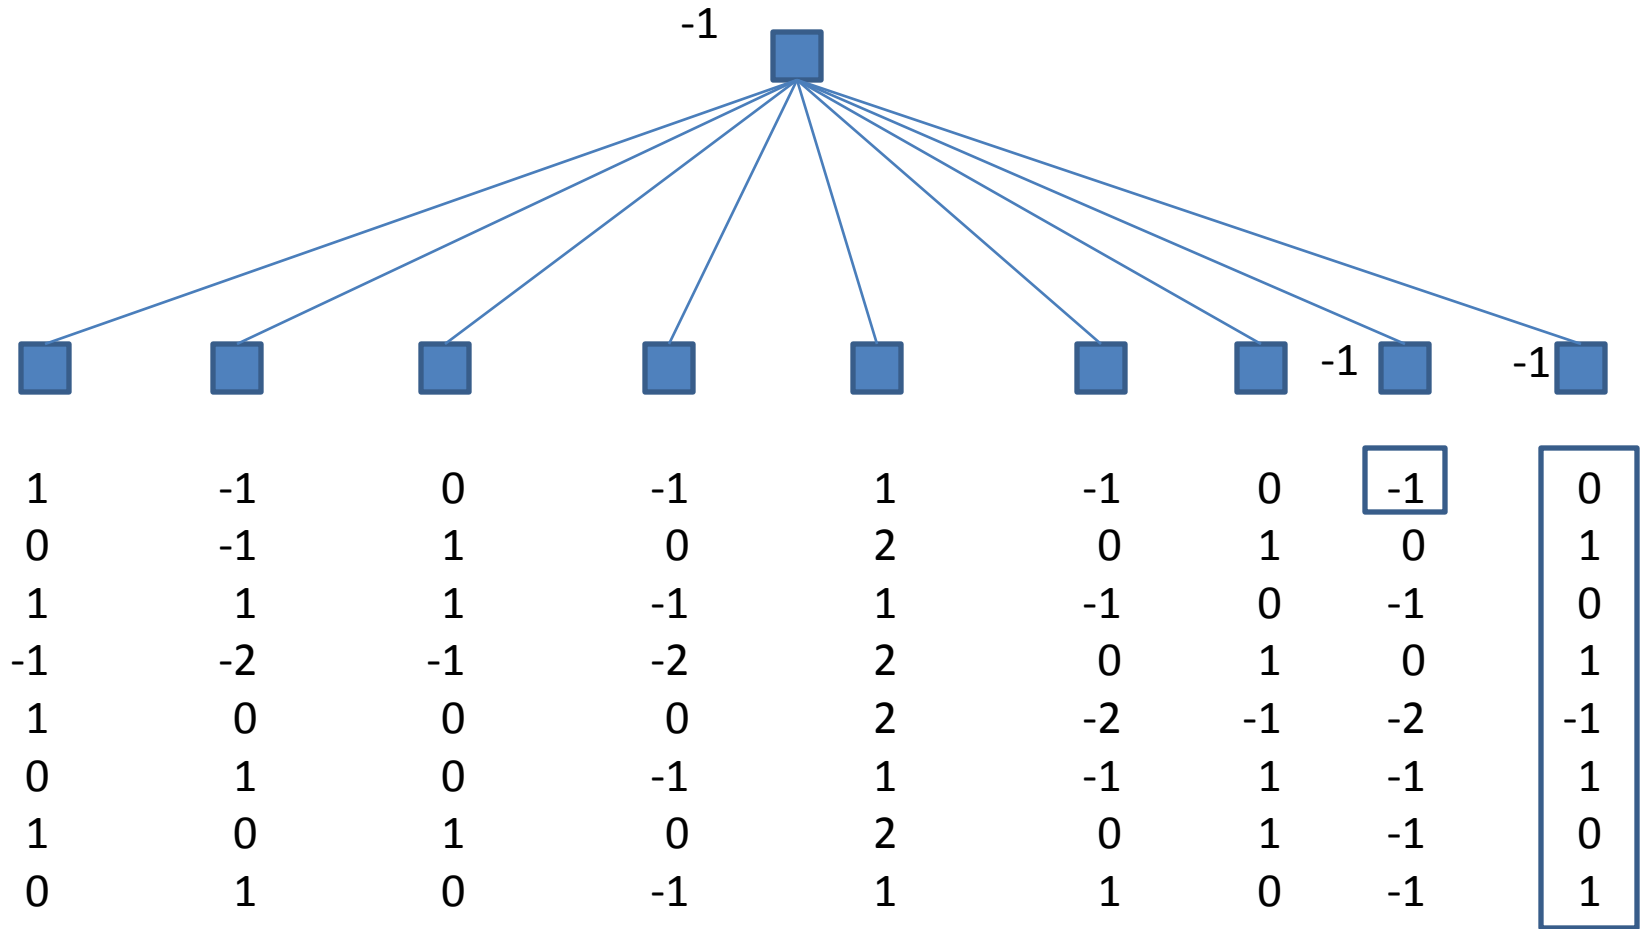 -1
-1 -1
1 -1 0 -1 1 -1 0 -1 0
0 -1 1 0 2 0 1 0 1
1 1 1 -1 1 -1 0 -1 0
-1 -2 -1 -2 2 0 1 0 1
1 0 0 0 2 -2 -1 -2 -1
0 1 0 -1 1 -1 1 -1 1
1 0 1 0 2 0 1 -1 0
0 1 0 -1 1 1 0 -1 1